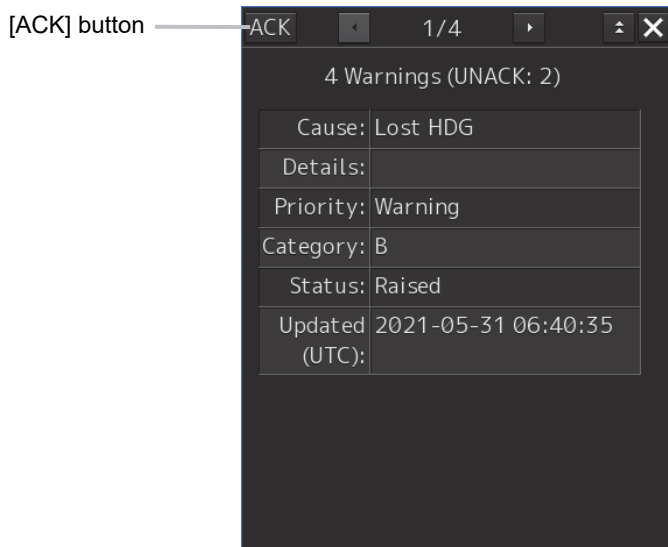 [ACK] button
ACK 1/4
4 Warnings (UNACK: 2)
Cause: Lost HDG
Details:
Priority: Warning
Category: B
Status: Raised
Updated 2021-05-31 06:40:35
(UTC):